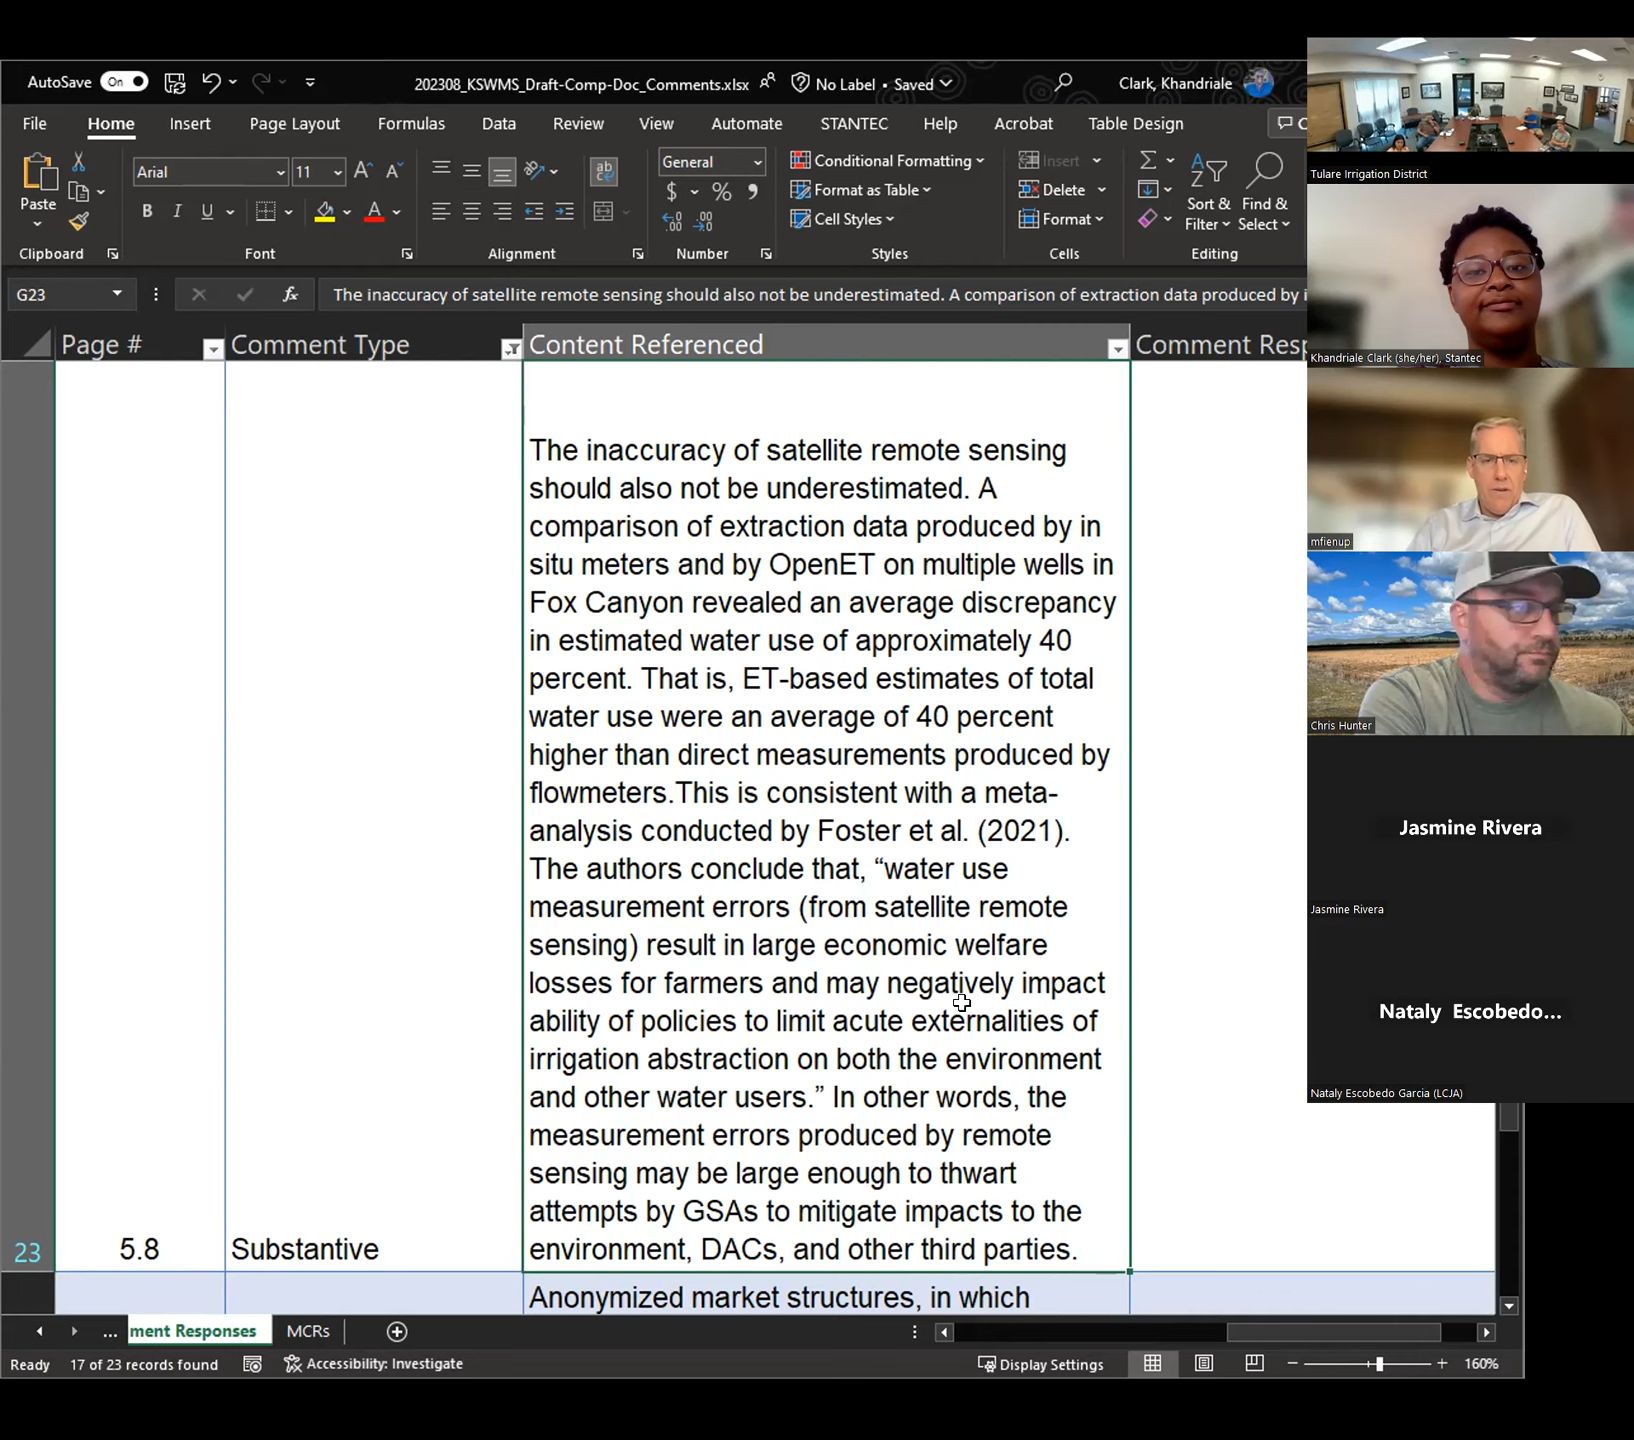 AutoSave On 202308_KSWMS_Draft-Comp-Doc_Comments.xlsx No Label • Saved Clark, Khandriale
File Home Insert Page Layout Formulas Data Review View Automate STANTEC Help Acrobat Table Design
Paste
Arial 11
General
$ % 9
Conditional Formatting
Format as Table
Cell Styles
Insert
Delete
Format
Sort & Filter
Find & Select
Clipboard Font Alignment Number Styles Cells Editing
G23 fx The inaccuracy of satellite remote sensing should also not be underestimated. A comparison of extraction data produced by i
Page # Comment Type Content Referenced Comment Resp
The inaccuracy of satellite remote sensing
should also not be underestimated. A
comparison of extraction data produced by in
situ meters and by OpenET on multiple wells in
Fox Canyon revealed an average discrepancy
in estimated water use of approximately 40
percent. That is, ET-based estimates of total
water use were an average of 40 percent
higher than direct measurements produced by
flowmeters.This is consistent with a meta-
analysis conducted by Foster et al. (2021).
The authors conclude that, “water use
measurement errors (from satellite remote
sensing) result in large economic welfare
losses for farmers and may negatively impact
ability of policies to limit acute externalities of
irrigation abstraction on both the environment
and other water users.” In other words, the
measurement errors produced by remote
sensing may be large enough to thwart
attempts by GSAs to mitigate impacts to the
environment, DACs, and other third parties.
23 5.8 Substantive
Anonymized market structures, in which
... ment Responses MCRs
Ready 17 of 23 records found Accessibility: Investigate Display Settings 160%
Tulare Irrigation District
Khandriale Clark (she/her), Stantec
mfienup
Chris Hunter
Jasmine Rivera
Jasmine Rivera
Nataly Escobedo...
Nataly Escobedo Garcia (LCJA)